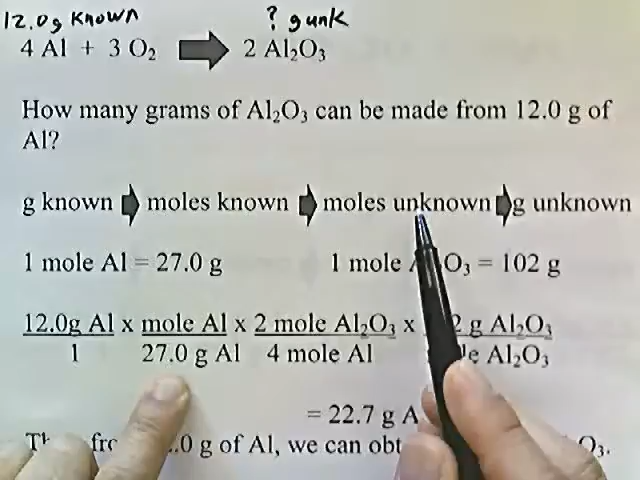 12.0g Known ? g unk
4 Al + 3 O₂ 2 Al₂O₃
How many grams of Al₂O₃ can be made from 12.0 g of
Al?
g known moles known moles unknown g unknown
1 mole Al = 27.0 g 1 mole O₃ = 102 g
12.0g Al x mole Al x 2 mole Al₂O₃ x 2 g Al₂O₃
1 27.0 g Al 4 mole Al Al₂O₃
= 22.7 g
.0 g of Al, we can O₃.